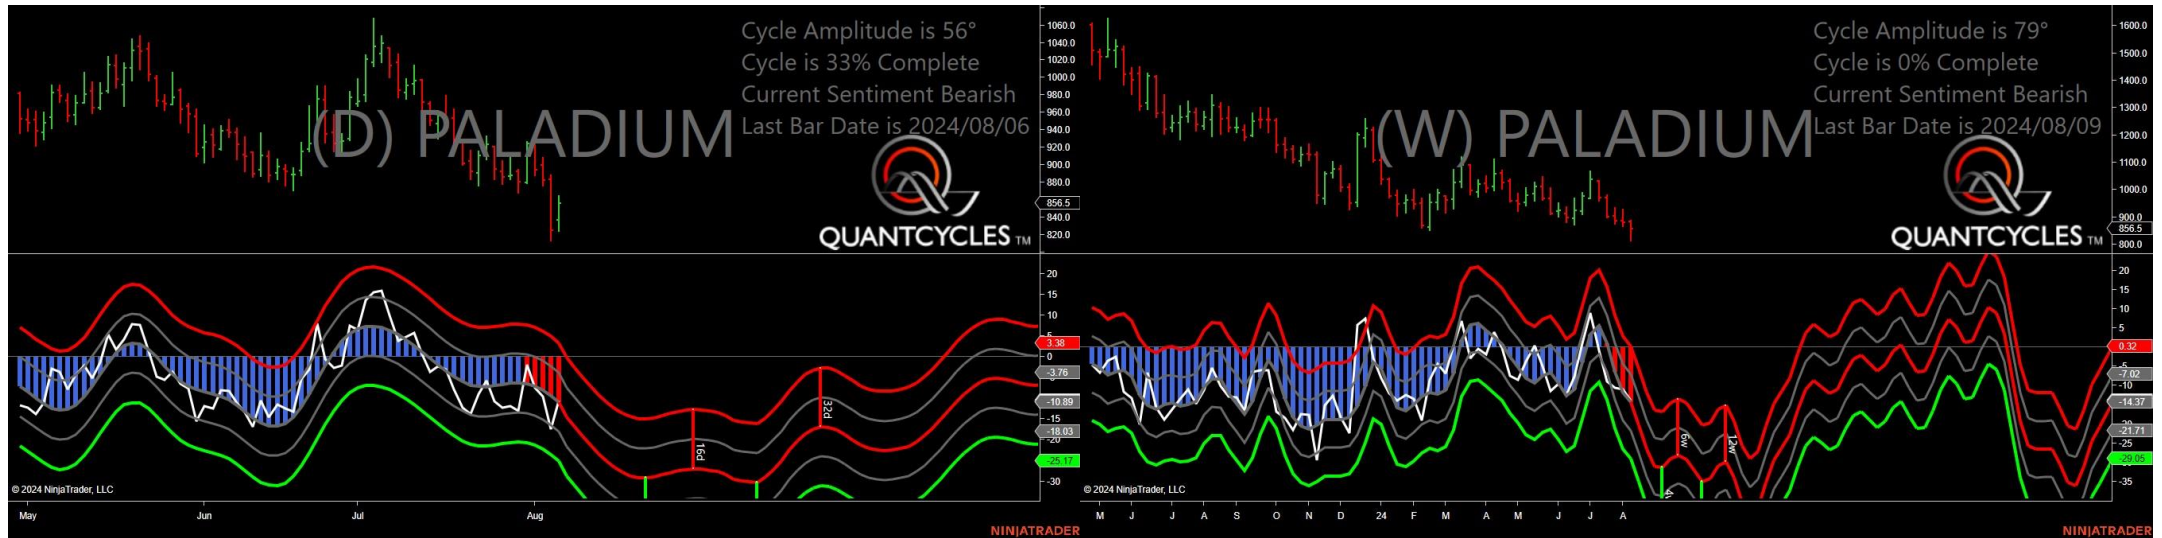 Cycle Amplitude is 56°
Cycle is 33% Complete
Current Sentiment Bearish
Last Bar Date is 2024/08/06
(D) PALADIUM
QUANTCYCLES TM
1060.0
1040.0
1020.0
1000.0
980.0
960.0
940.0
920.0
900.0
880.0
856.5
840.0
820.0
20
15
10
5
3.38
0
-3.76
-10.89
-15
-18.03
-20
-25.17
-30
16d
32d
© 2024 NinjaTrader, LLC
May Jun Jul Aug
NINJATRADER
Cycle Amplitude is 79°
Cycle is 0% Complete
Current Sentiment Bearish
Last Bar Date is 2024/08/09
(W) PALADIUM
QUANTCYCLES TM
1600.0
1500.0
1400.0
1300.0
1200.0
1100.0
1000.0
900.0
856.5
800.0
20
15
10
5
0.32
-5
-7.02
-10
-14.37
-21.71
-25
-29.05
-35
6w
12w
© 2024 NinjaTrader, LLC
M J J A S O N D 24 F M A M J J A
NINJATRADER